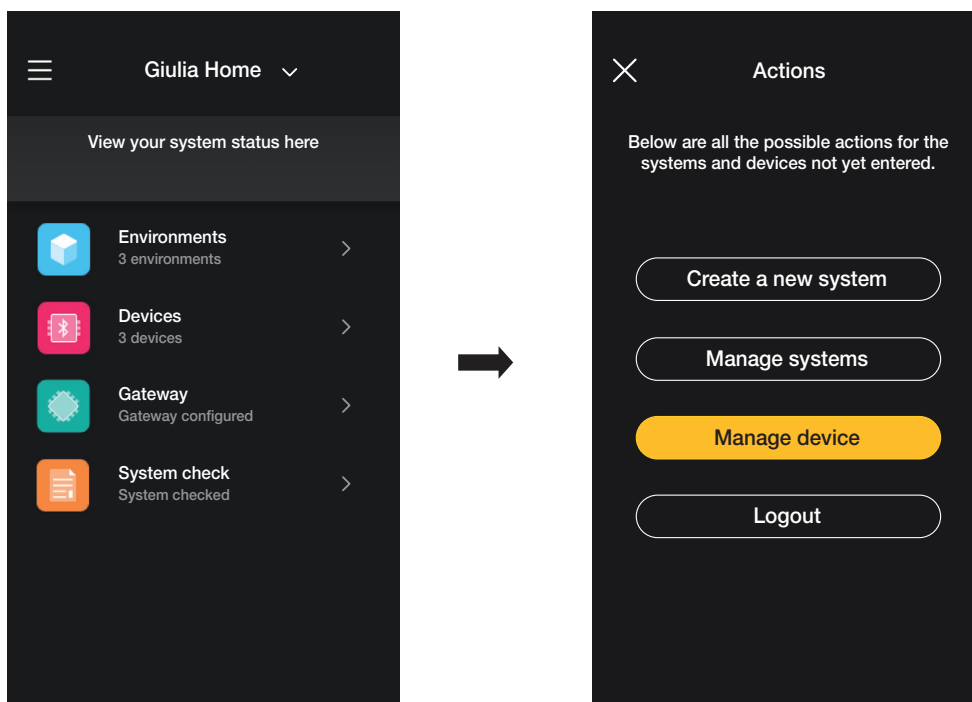 Giulia Home
View your system status here
Environments
3 environments
Devices
3 devices
Gateway
Gateway configured
System check
System checked
Actions
Below are all the possible actions for the
systems and devices not yet entered.
Create a new system
Manage systems
Manage device
Logout